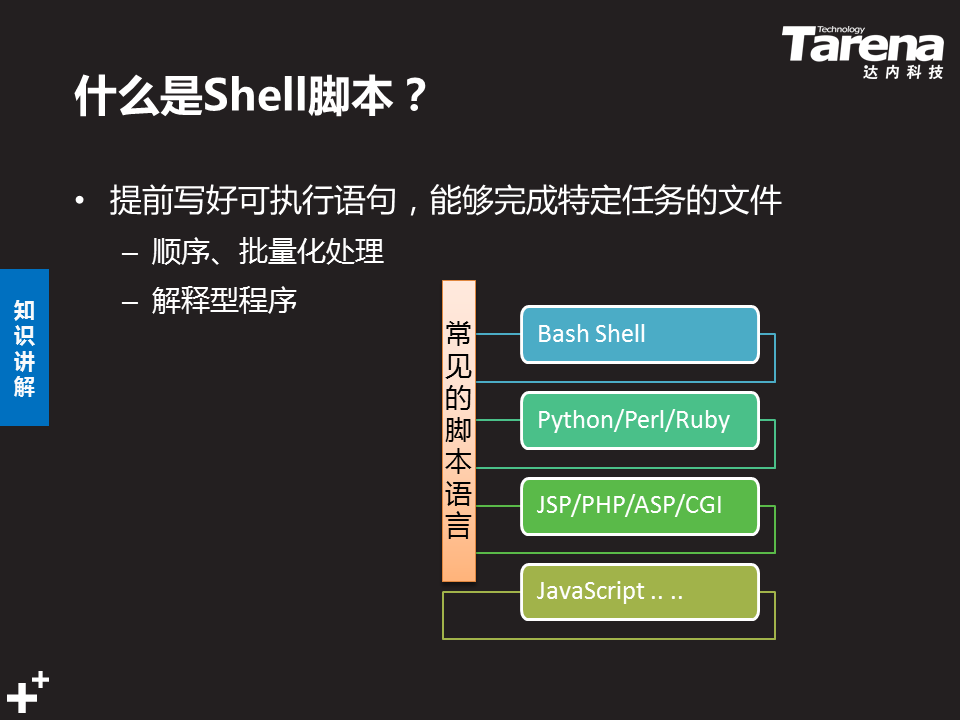 Technology
Tarena
达内科技
什么是Shell脚本？
• 提前写好可执行语句，能够完成特定任务的文件
– 顺序、批量化处理
– 解释型程序
知识讲解
常见的脚本语言
Bash Shell
Python/Perl/Ruby
JSP/PHP/ASP/CGI
JavaScript .. ..